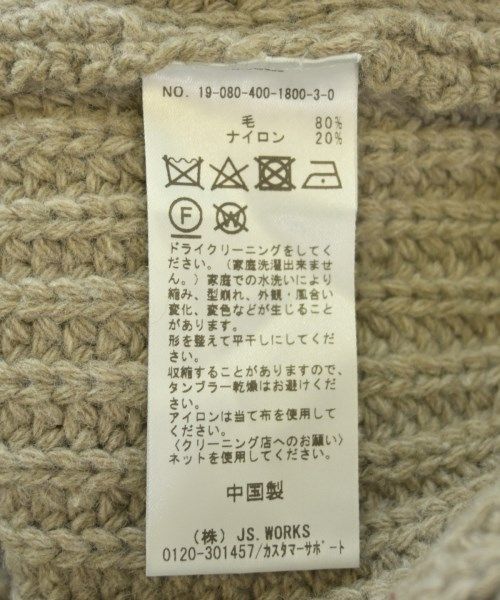 NO. 19-080-400-1800-3-0
毛 80%
ナイロン 20%
F
W
ドライクリーニングをしてく
ださい。(家庭洗濯出来ませ
ん。)家庭での水洗いにより
縮み、型崩れ、外観・風合い
変化、変色などが生じること
があります。
形を整えて平干しにしてくだ
さい。
収縮することがありますので、
タンブラー乾燥はお避けくだ
さい。
アイロンは当て布を使用して
ください。
〈クリーニング店へのお願い〉
ネットを使用してください。
中国製
(株) JS.WORKS
0120-301457/カスタマーサポート